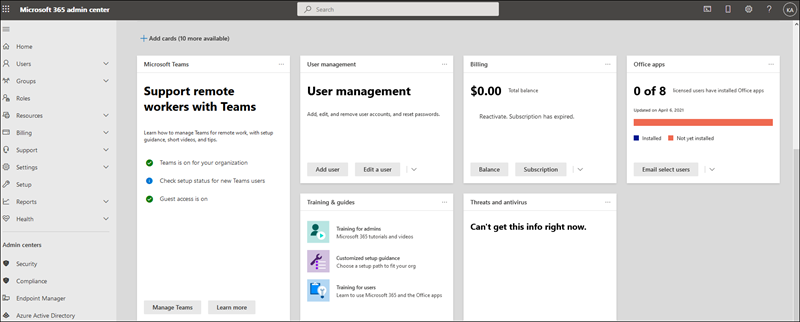 Microsoft 365 admin center
Search
?
KA
Home
Users
Groups
Roles
Resources
Billing
Support
Settings
Setup
Reports
Health
Admin centers
Security
Compliance
Endpoint Manager
Azure Active Directory
Add cards (10 more available)
Microsoft Teams
Support remote
workers with Teams
Learn how to manage Teams for remote work, with setup
guidance, short videos, and tips.
Teams is on for your organization
Check setup status for new Teams users
Guest access is on
Manage Teams
Learn more
User management
User management
Add, edit, and remove user accounts, and reset passwords.
Add user
Edit a user
Billing
$0.00 Total balance
Reactivate. Subscription has expired.
Balance
Subscription
Office apps
0 of 8 licensed users have installed Office apps
Updated on April 6, 2021
Installed
Not yet installed
Email select users
Training & guides
Training for admins
Microsoft 365 tutorials and videos
Customized setup guidance
Choose a setup path to fit your org
Training for users
Learn to use Microsoft 365 and the Office apps
Threats and antivirus
Can't get this info right now.